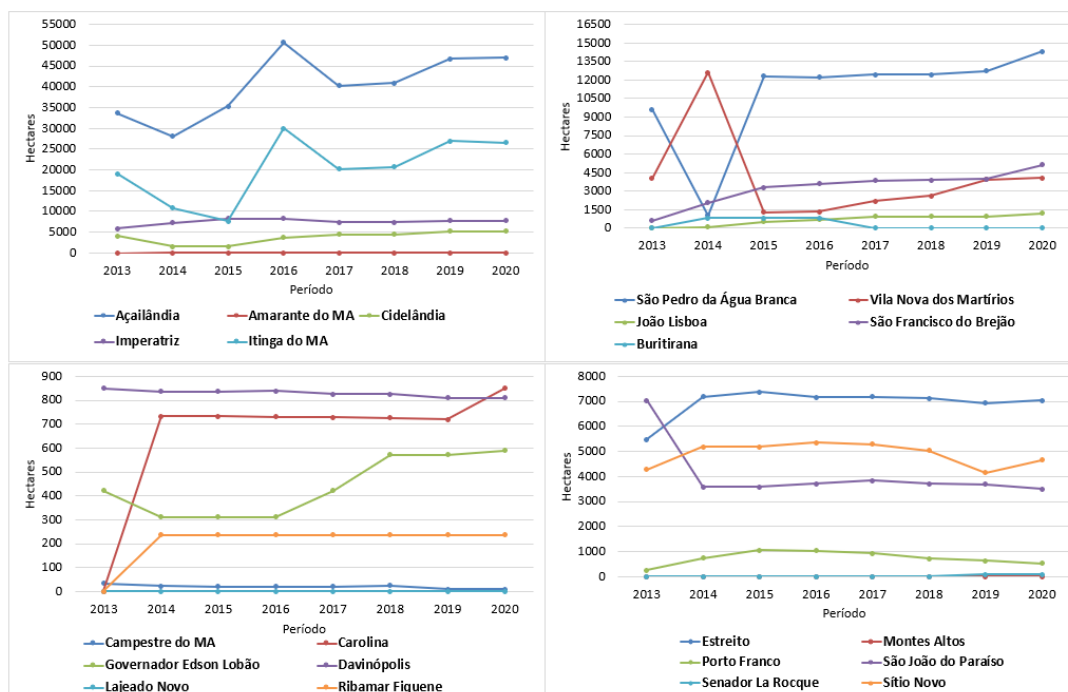 55000
50000
45000
40000
35000
30000
25000
20000
15000
10000
5000
0
Hectares
2013 2014 2015 2016 2017 2018 2019 2020
Período
Açailândia Amarante do MA Cidelândia
Imperatriz Itinga do MA
16500
15000
13500
12000
10500
9000
7500
6000
4500
3000
1500
0
Hectares
2013 2014 2015 2016 2017 2018 2019 2020
Período
São Pedro da Água Branca Vila Nova dos Martírios
João Lisboa São Francisco do Brejão
Buritirana
900
800
700
600
500
400
300
200
100
0
Hectares
2013 2014 2015 2016 2017 2018 2019 2020
Período
Campestre do MA Carolina
Governador Edson Lobão Davinópolis
Lajeado Novo Ribamar Fiquene
8000
7000
6000
5000
4000
3000
2000
1000
0
Hectares
2013 2014 2015 2016 2017 2018 2019 2020
Período
Estreito Montes Altos
Porto Franco São João do Paraíso
Senador La Rocque Sítio Novo